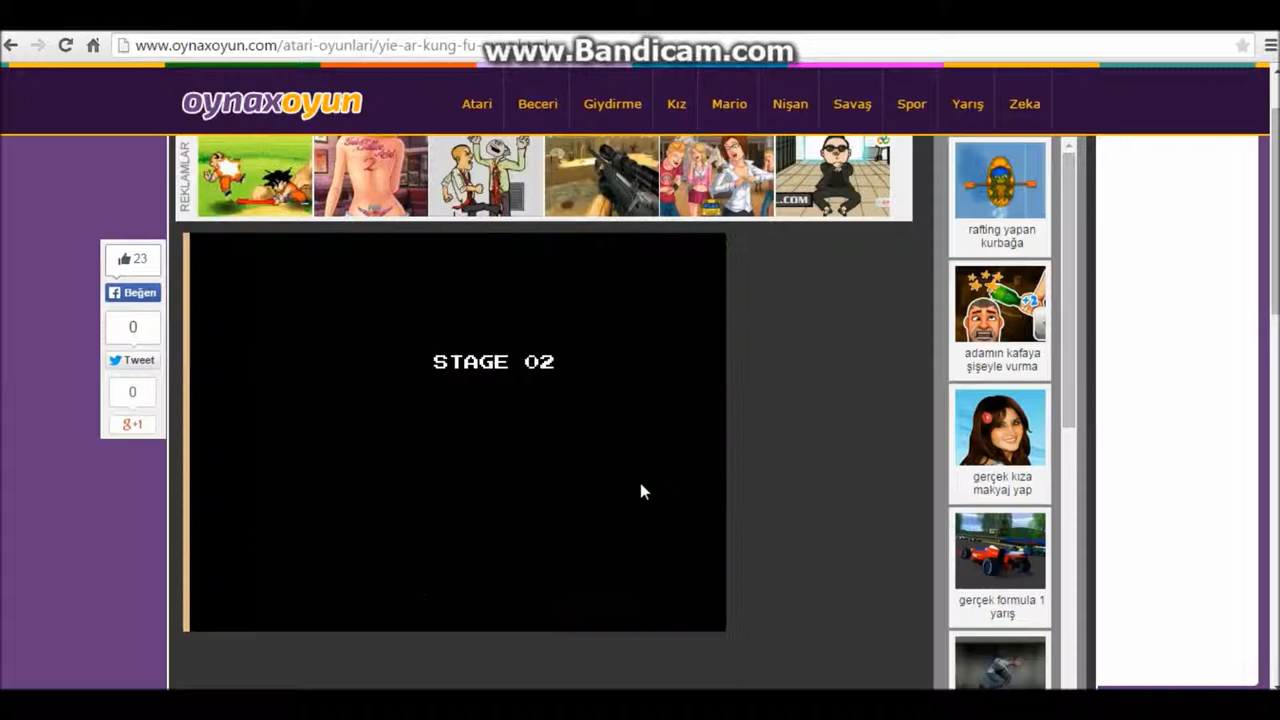 www.oynaxoyun.com/atari-oyunlari/yie-ar-kung-fu-
www.Bandicam.com
oynaxoyun
Atari
Beceri
Giydirme
Kız
Mario
Nişan
Savaş
Spor
Yarış
Zeka
REKLAMLAR
2
.COM
rafting yapan
kurbağa
23
Beğen
0
Tweet
0
g+1
STAGE 02
+2
adamın kafaya
şişeyle vurma
gerçek kıza
makyaj yap
gerçek formula 1
yarış